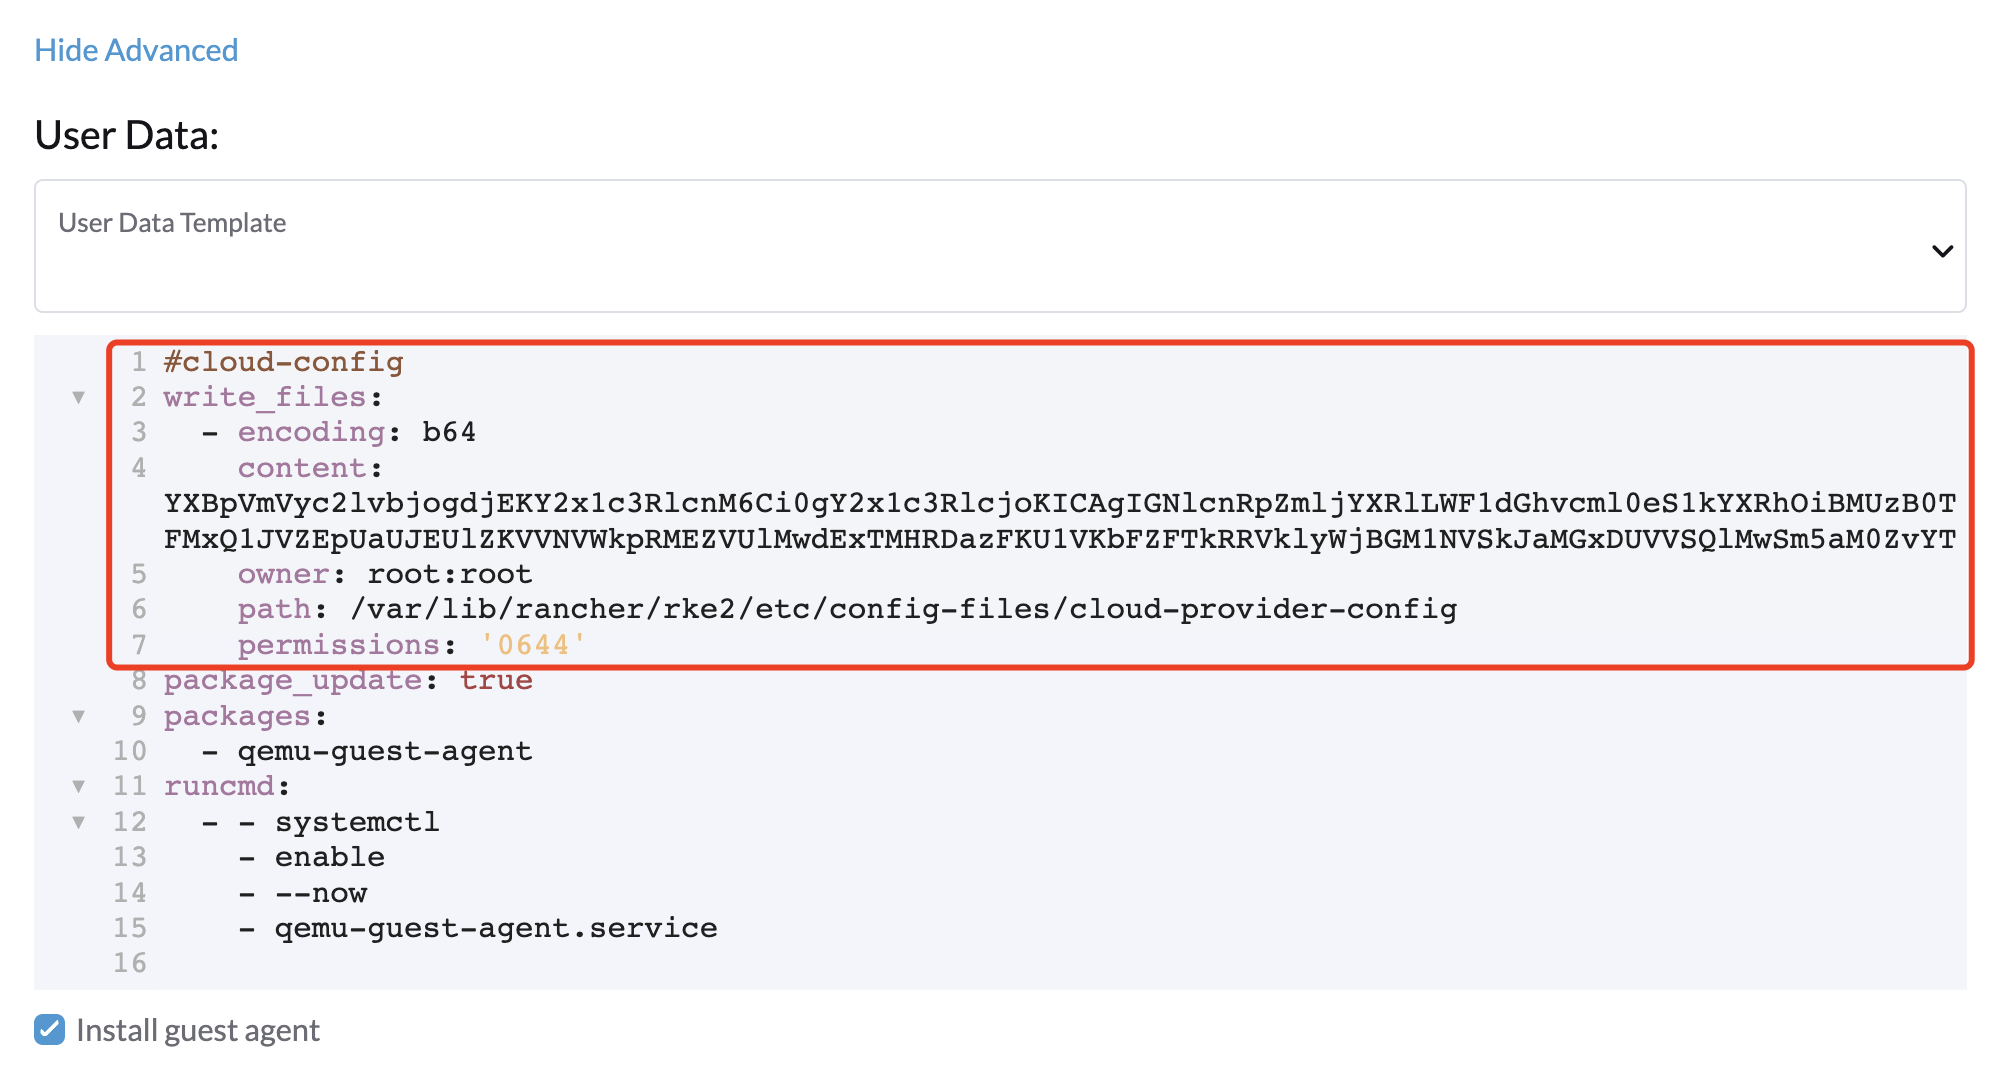 Hide Advanced
User Data:
User Data Template
1 #cloud-config
2 write_files:
3   - encoding: b64
4     content:
YXBpVmVyc2lvbjogdjEKY2x1c3RlcnM6Ci0gY2x1c3RlcjoKICAgIGNlcnRpZmljYXRlLWF1dGhvcml0eS1kYXRhOiBMUzB0T
FMxQ1JVZEpUaUJEUlZKVVNVWkpRMEZVUlMwdExTMHRDazFKU1VKbFZFTkRRVklyWjBGM1NVSkJaMGxDUVVSQlMwSm5aM0ZvYT
5     owner: root:root
6     path: /var/lib/rancher/rke2/etc/config-files/cloud-provider-config
7     permissions: '0644'
8 package_update: true
9 packages:
10   - qemu-guest-agent
11 runcmd:
12   - - systemctl
13     - enable
14     - --now
15     - qemu-guest-agent.service
16
Install guest agent